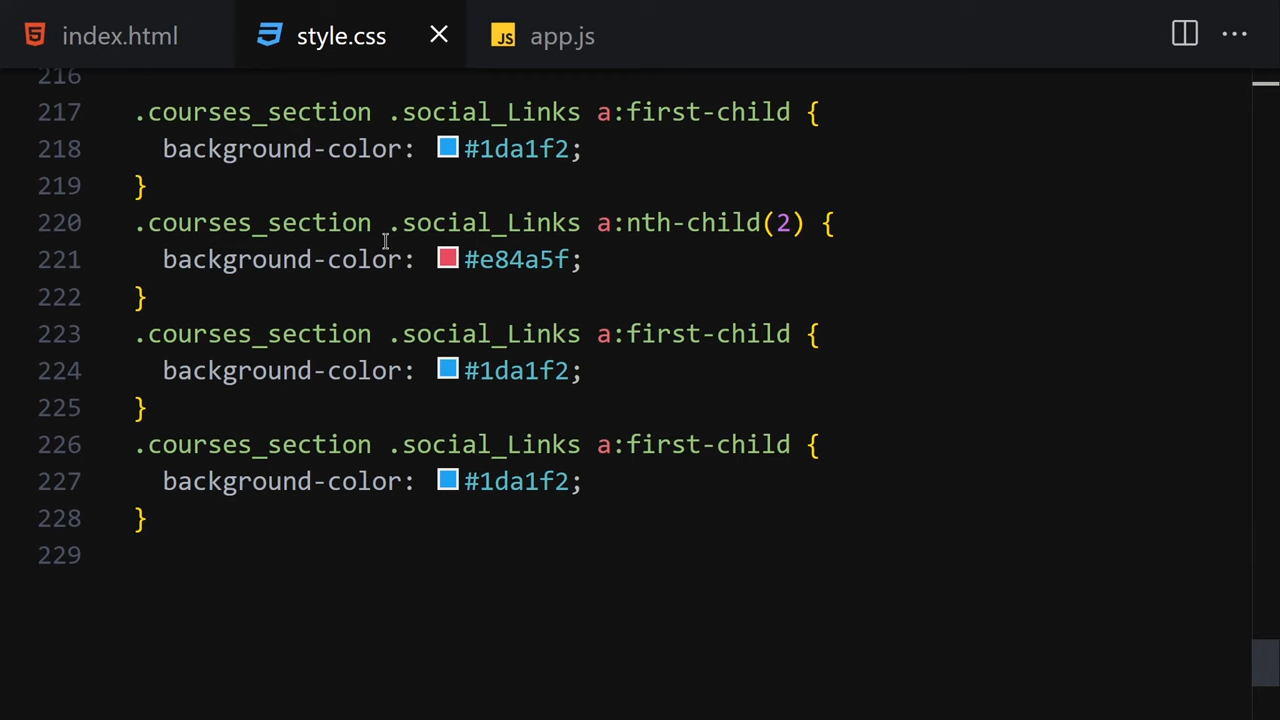 index.html style.css JS app.js
216
217 .courses_section .social_Links a:first-child {
218 background-color: #1da1f2;
219 }
220 .courses_section .social_Links a:nth-child(2) {
221 background-color: #e84a5f;
222 }
223 .courses_section .social_Links a:first-child {
224 background-color: #1da1f2;
225 }
226 .courses_section .social_Links a:first-child {
227 background-color: #1da1f2;
228 }
229